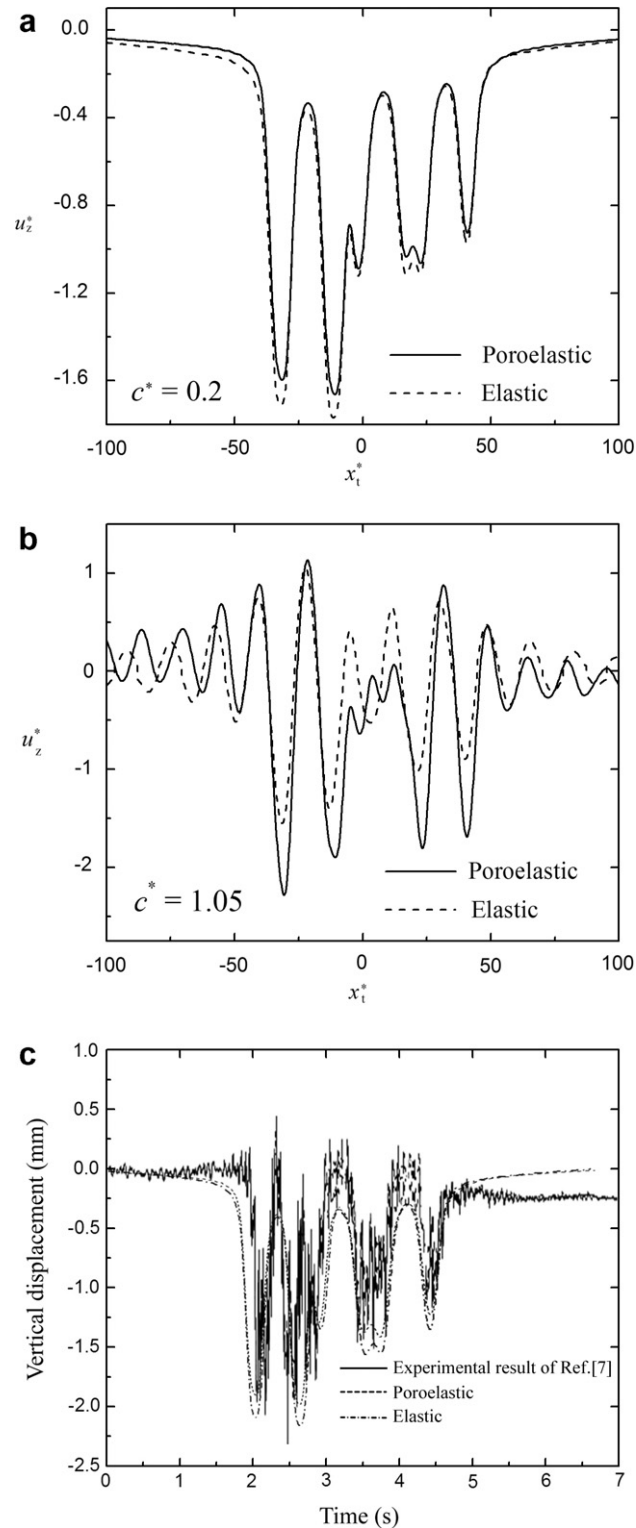 a
0.0
-0.4
-0.8
u*z
-1.2
-1.6
Poroelastic
Elastic
c* = 0.2
-100 -50 0 50 100
x*t
b
1
0
u*z
-1
-2
Poroelastic
Elastic
c* = 1.05
-100 -50 0 50 100
x*t
c
1.0
0.5
0.0
-0.5
-1.0
-1.5
-2.0
-2.5
Vertical displacement (mm)
Experimental result of Ref.[7]
Poroelastic
Elastic
0 1 2 3 4 5 6 7
Time (s)